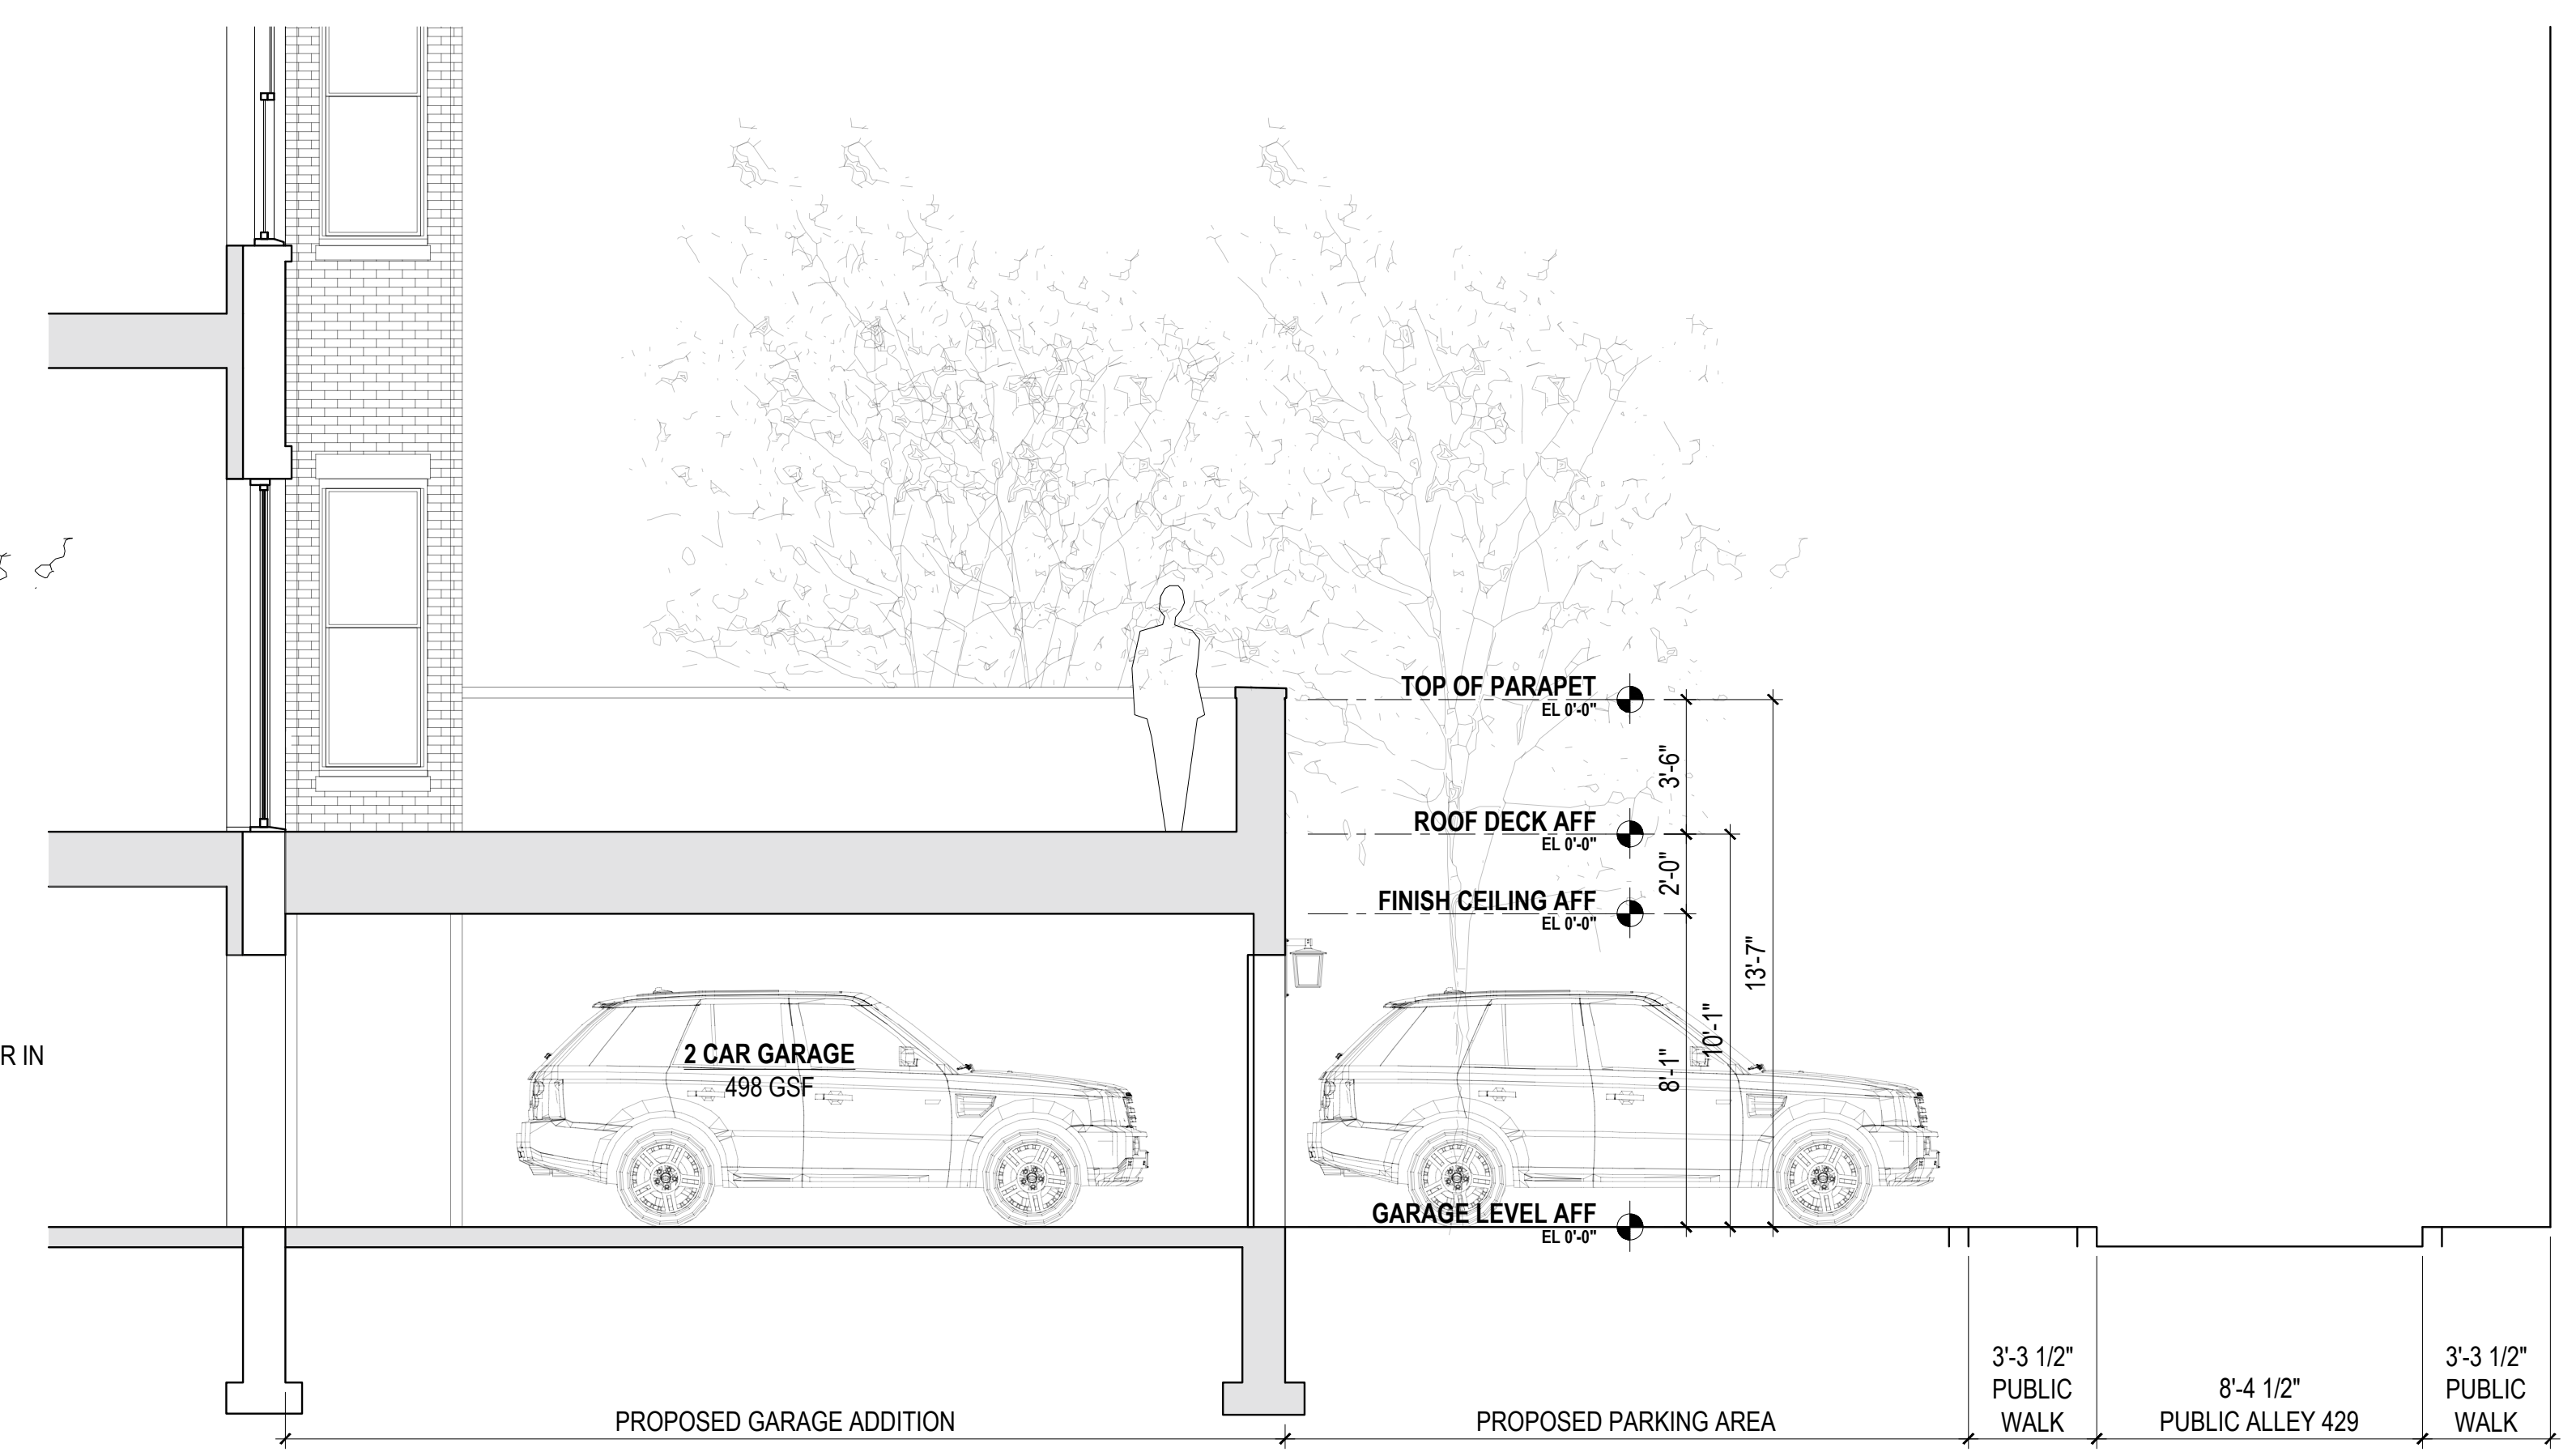 TOP OF PARAPET
EL 0'-0"
3'-6"
ROOF DECK AFF
EL 0'-0"
2'-0"
FINISH CEILING AFF
EL 0'-0"
13'-7"
10'-1"
8'-1"
R IN
2 CAR GARAGE
498 GSF
GARAGE LEVEL AFF
EL 0'-0"
PROPOSED GARAGE ADDITION
PROPOSED PARKING AREA
3'-3 1/2"
PUBLIC
WALK
8'-4 1/2"
PUBLIC ALLEY 429
3'-3 1/2"
PUBLIC
WALK